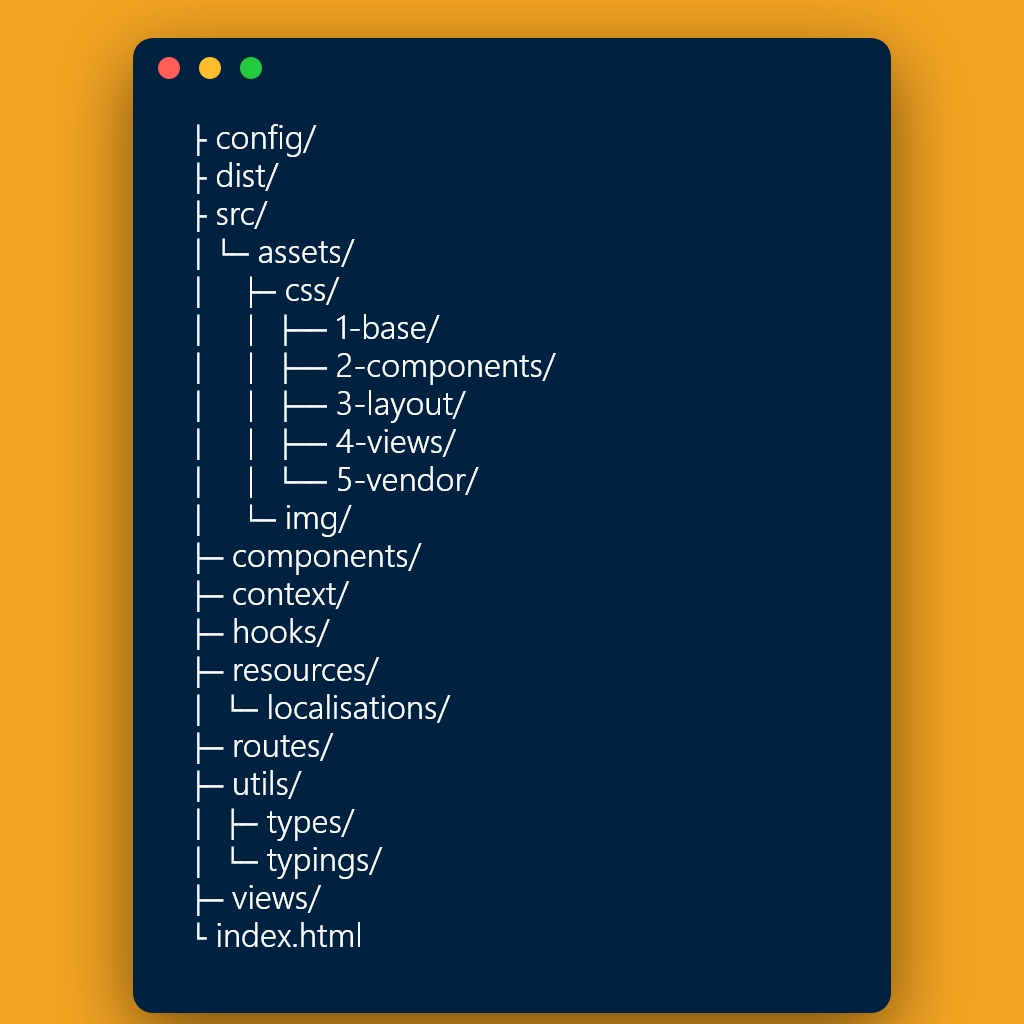 ├ config/
├ dist/
├ src/
│ └─ assets/
│    ├─ css/
│    │  ├── 1-base/
│    │  ├── 2-components/
│    │  ├── 3-layout/
│    │  ├── 4-views/
│    │  └── 5-vendor/
│    └─ img/
├─ components/
├─ context/
├─ hooks/
├─ resources/
│  └─ localisations/
├─ routes/
├─ utils/
│  ├─ types/
│  └─ typings/
├─ views/
└ index.html